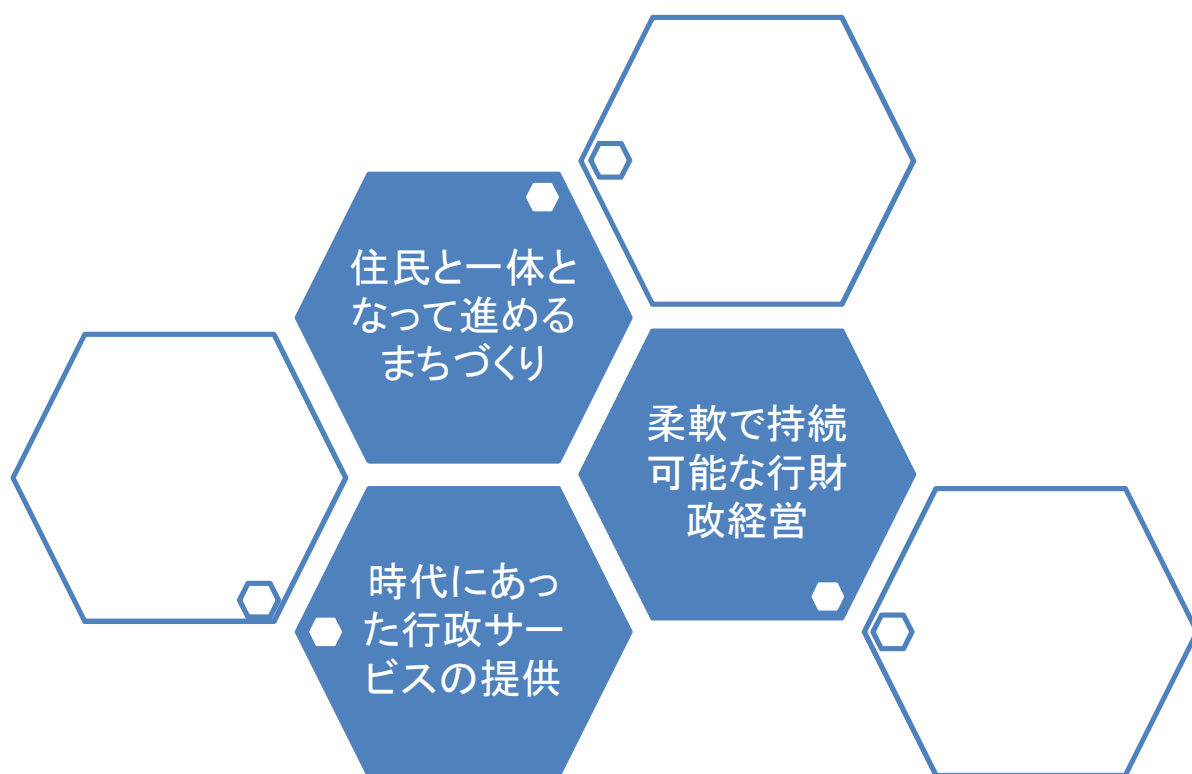 住民と一体と
なって進める
まちづくり
柔軟で持続
可能な行財
政経営
時代にあっ
た行政サー
ビスの提供